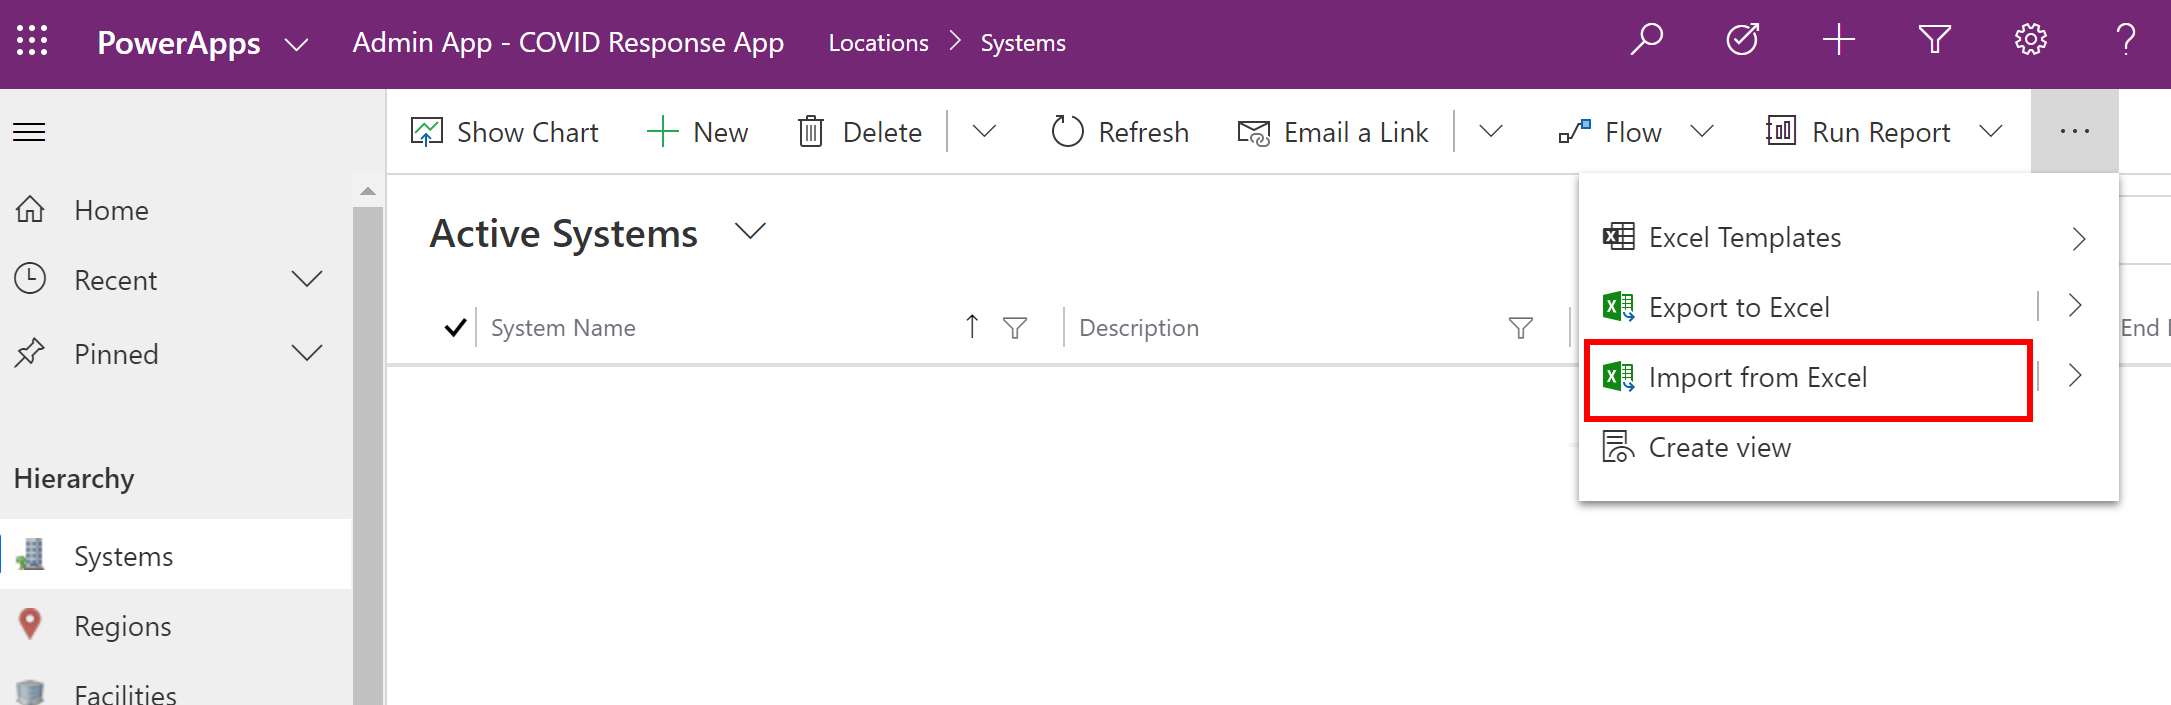 PowerApps Admin App - COVID Response App Locations Systems
Show Chart New Delete Refresh Email a Link Flow Run Report
Home
Recent
Pinned
Hierarchy
Systems
Regions
Facilities
Active Systems
System Name Description End
Excel Templates
Export to Excel
Import from Excel
Create view